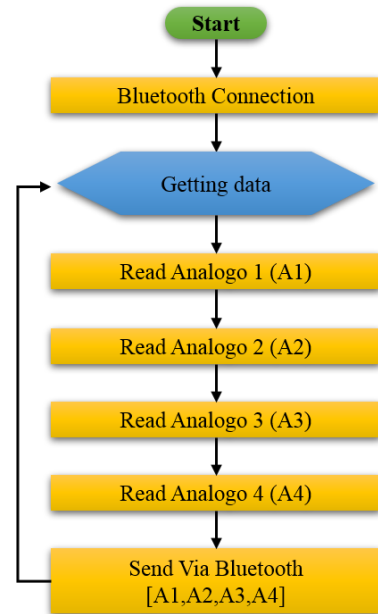 Start
Bluetooth Connection
Getting data
Read Analogo 1 (A1)
Read Analogo 2 (A2)
Read Analogo 3 (A3)
Read Analogo 4 (A4)
Send Via Bluetooth
[A1,A2,A3,A4]